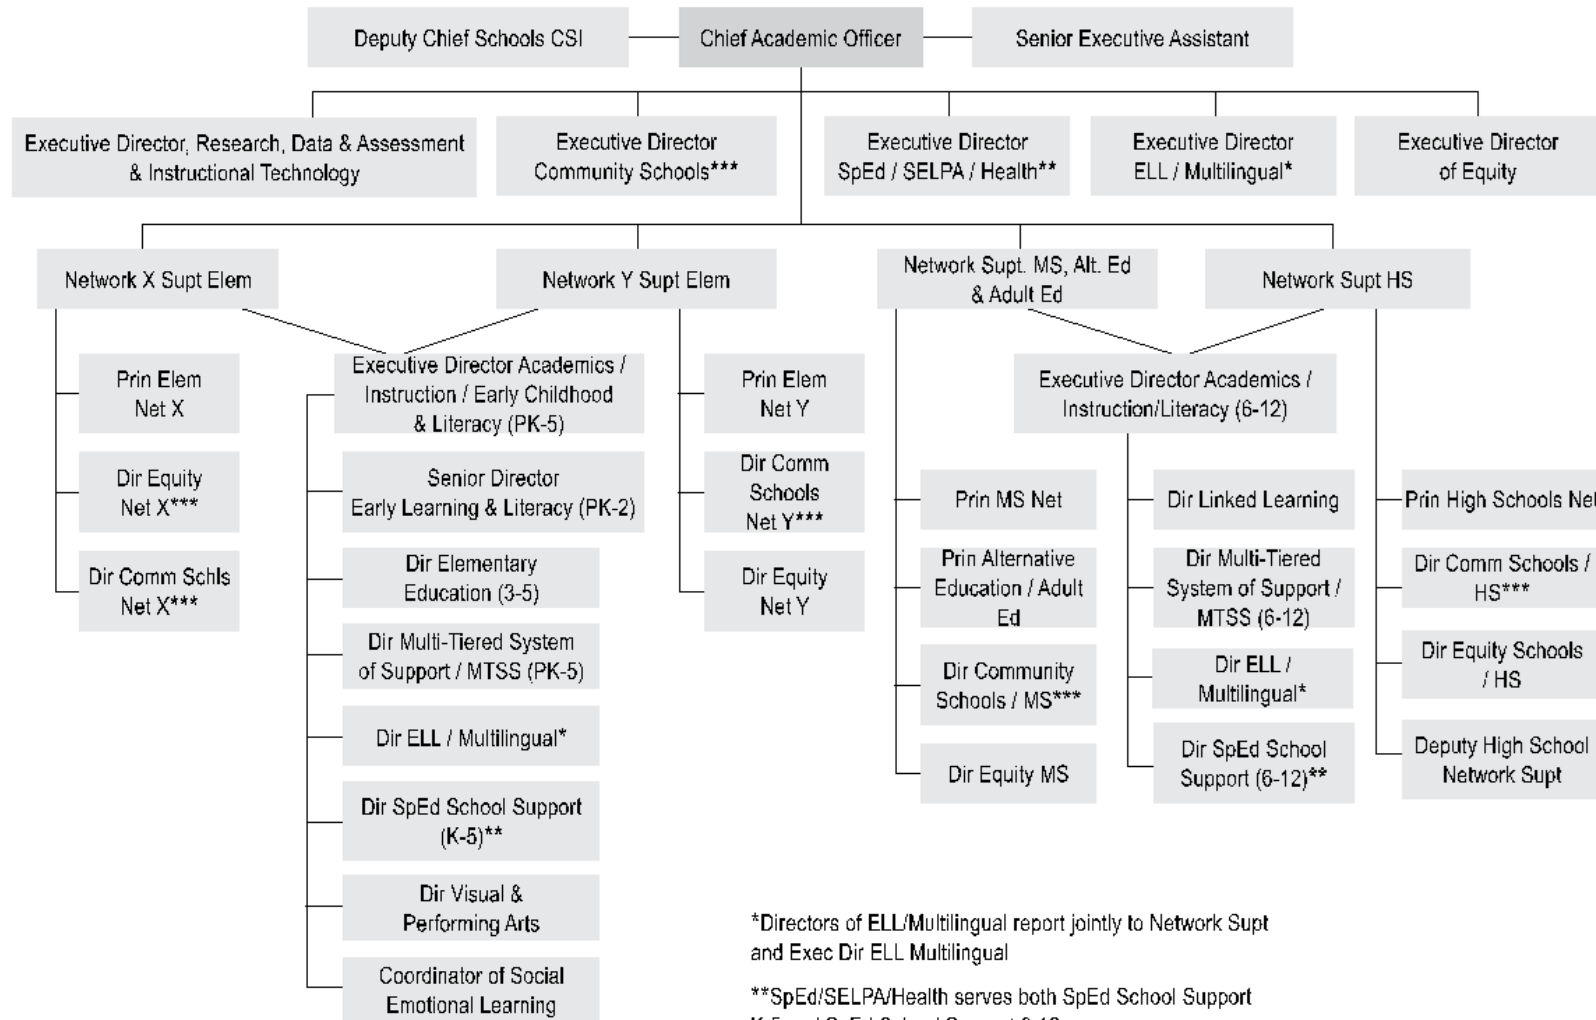 Deputy Chief Schools CSI
Chief Academic Officer
Senior Executive Assistant
Executive Director, Research, Data & Assessment
& Instructional Technology
Executive Director
Community Schools***
Executive Director
SpEd / SELPA / Health**
Executive Director
ELL / Multilingual*
Executive Director
of Equity
Network X Supt Elem
Network Y Supt Elem
Network Supt. MS, Alt. Ed
& Adult Ed
Network Supt HS
Prin Elem
Net X
Dir Equity
Net X***
Dir Comm Schls
Net X***
Executive Director Academics /
Instruction / Early Childhood
& Literacy (PK-5)
Senior Director
Early Learning & Literacy (PK-2)
Dir Elementary
Education (3-5)
Dir Multi-Tiered System
of Support / MTSS (PK-5)
Dir ELL / Multilingual*
Dir SpEd School Support
(K-5)**
Dir Visual &
Performing Arts
Coordinator of Social
Emotional Learning
Prin Elem
Net Y
Dir Comm
Schools
Net Y***
Dir Equity
Net Y
Prin MS Net
Prin Alternative
Education / Adult
Ed
Dir Community
Schools / MS***
Dir Equity MS
Executive Director Academics /
Instruction/Literacy (6-12)
Dir Linked Learning
Dir Multi-Tiered
System of Support /
MTSS (6-12)
Dir ELL /
Multilingual*
Dir SpEd School
Support (6-12)**
Prin High Schools Net
Dir Comm Schools /
HS***
Dir Equity Schools
/ HS
Deputy High School
Network Supt
*Directors of ELL/Multilingual report jointly to Network Supt
and Exec Dir ELL Multilingual
**SpEd/SELPA/Health serves both SpEd School Support